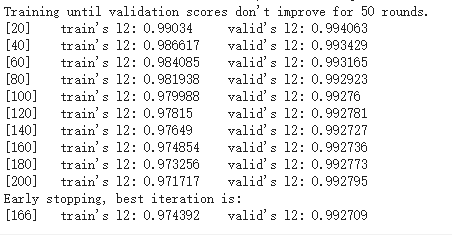 Training until validation scores don't improve for 50 rounds.
[20] train's l2: 0.99034 valid's l2: 0.994063
[40] train's l2: 0.986617 valid's l2: 0.993429
[60] train's l2: 0.984085 valid's l2: 0.993165
[80] train's l2: 0.981938 valid's l2: 0.992923
[100] train's l2: 0.979988 valid's l2: 0.99276
[120] train's l2: 0.97815 valid's l2: 0.992781
[140] train's l2: 0.97649 valid's l2: 0.992727
[160] train's l2: 0.974854 valid's l2: 0.992736
[180] train's l2: 0.973256 valid's l2: 0.992773
[200] train's l2: 0.971717 valid's l2: 0.992795
Early stopping, best iteration is:
[166] train's l2: 0.974392 valid's l2: 0.992709